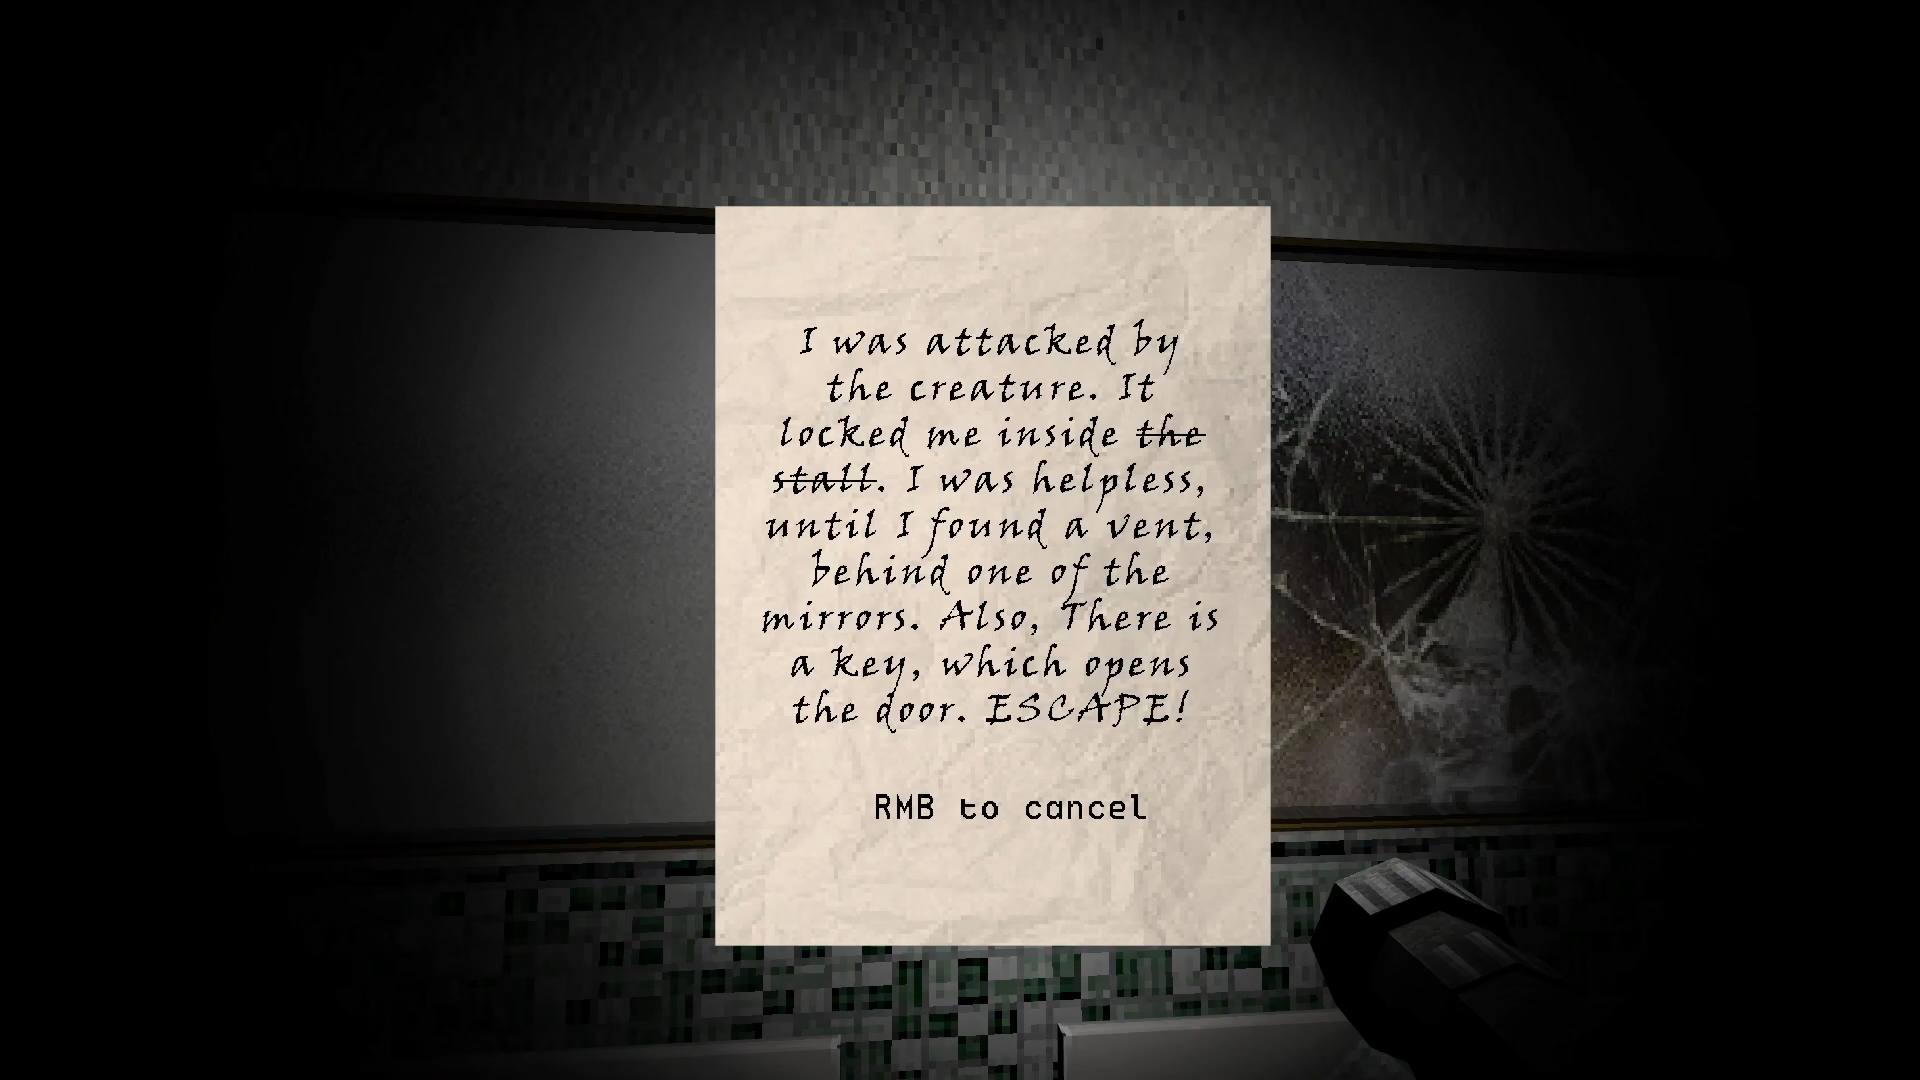 I was attacked by
the creature. It
locked me inside the
stall. I was helpless,
until I found a vent,
behind one of the
mirrors. Also, There is
a key, which opens
the door. ESCAPE!
RMB to cancel